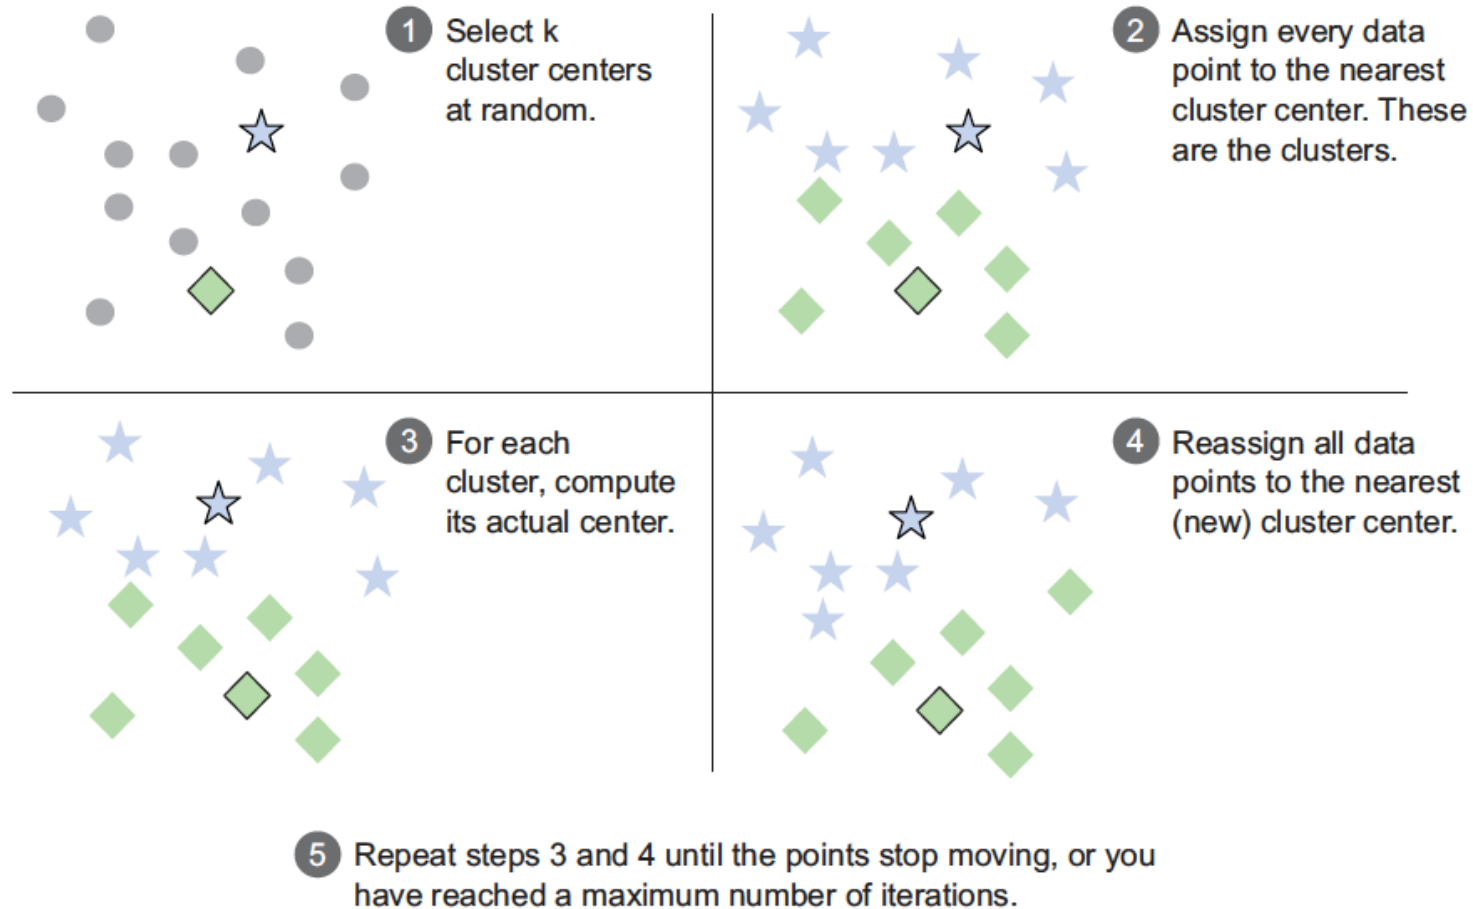 1 Select k
cluster centers
at random.
2 Assign every data
point to the nearest
cluster center. These
are the clusters.
3 For each
cluster, compute
its actual center.
4 Reassign all data
points to the nearest
(new) cluster center.
5 Repeat steps 3 and 4 until the points stop moving, or you
have reached a maximum number of iterations.